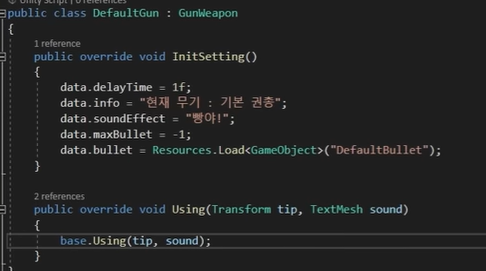 Unity Script | 0 references
public class DefaultGun : GunWeapon
{
1 reference
public override void InitSetting()
{
data.delayTime = 1f;
data.info = "현재 무기 : 기본 권총";
data.soundEffect = "빵야!";
data.maxBullet = -1;
data.bullet = Resources.Load<GameObject>("DefaultBullet");
}
2 references
public override void Using(Transform tip, TextMesh sound)
{
base.Using(tip, sound);
}
}